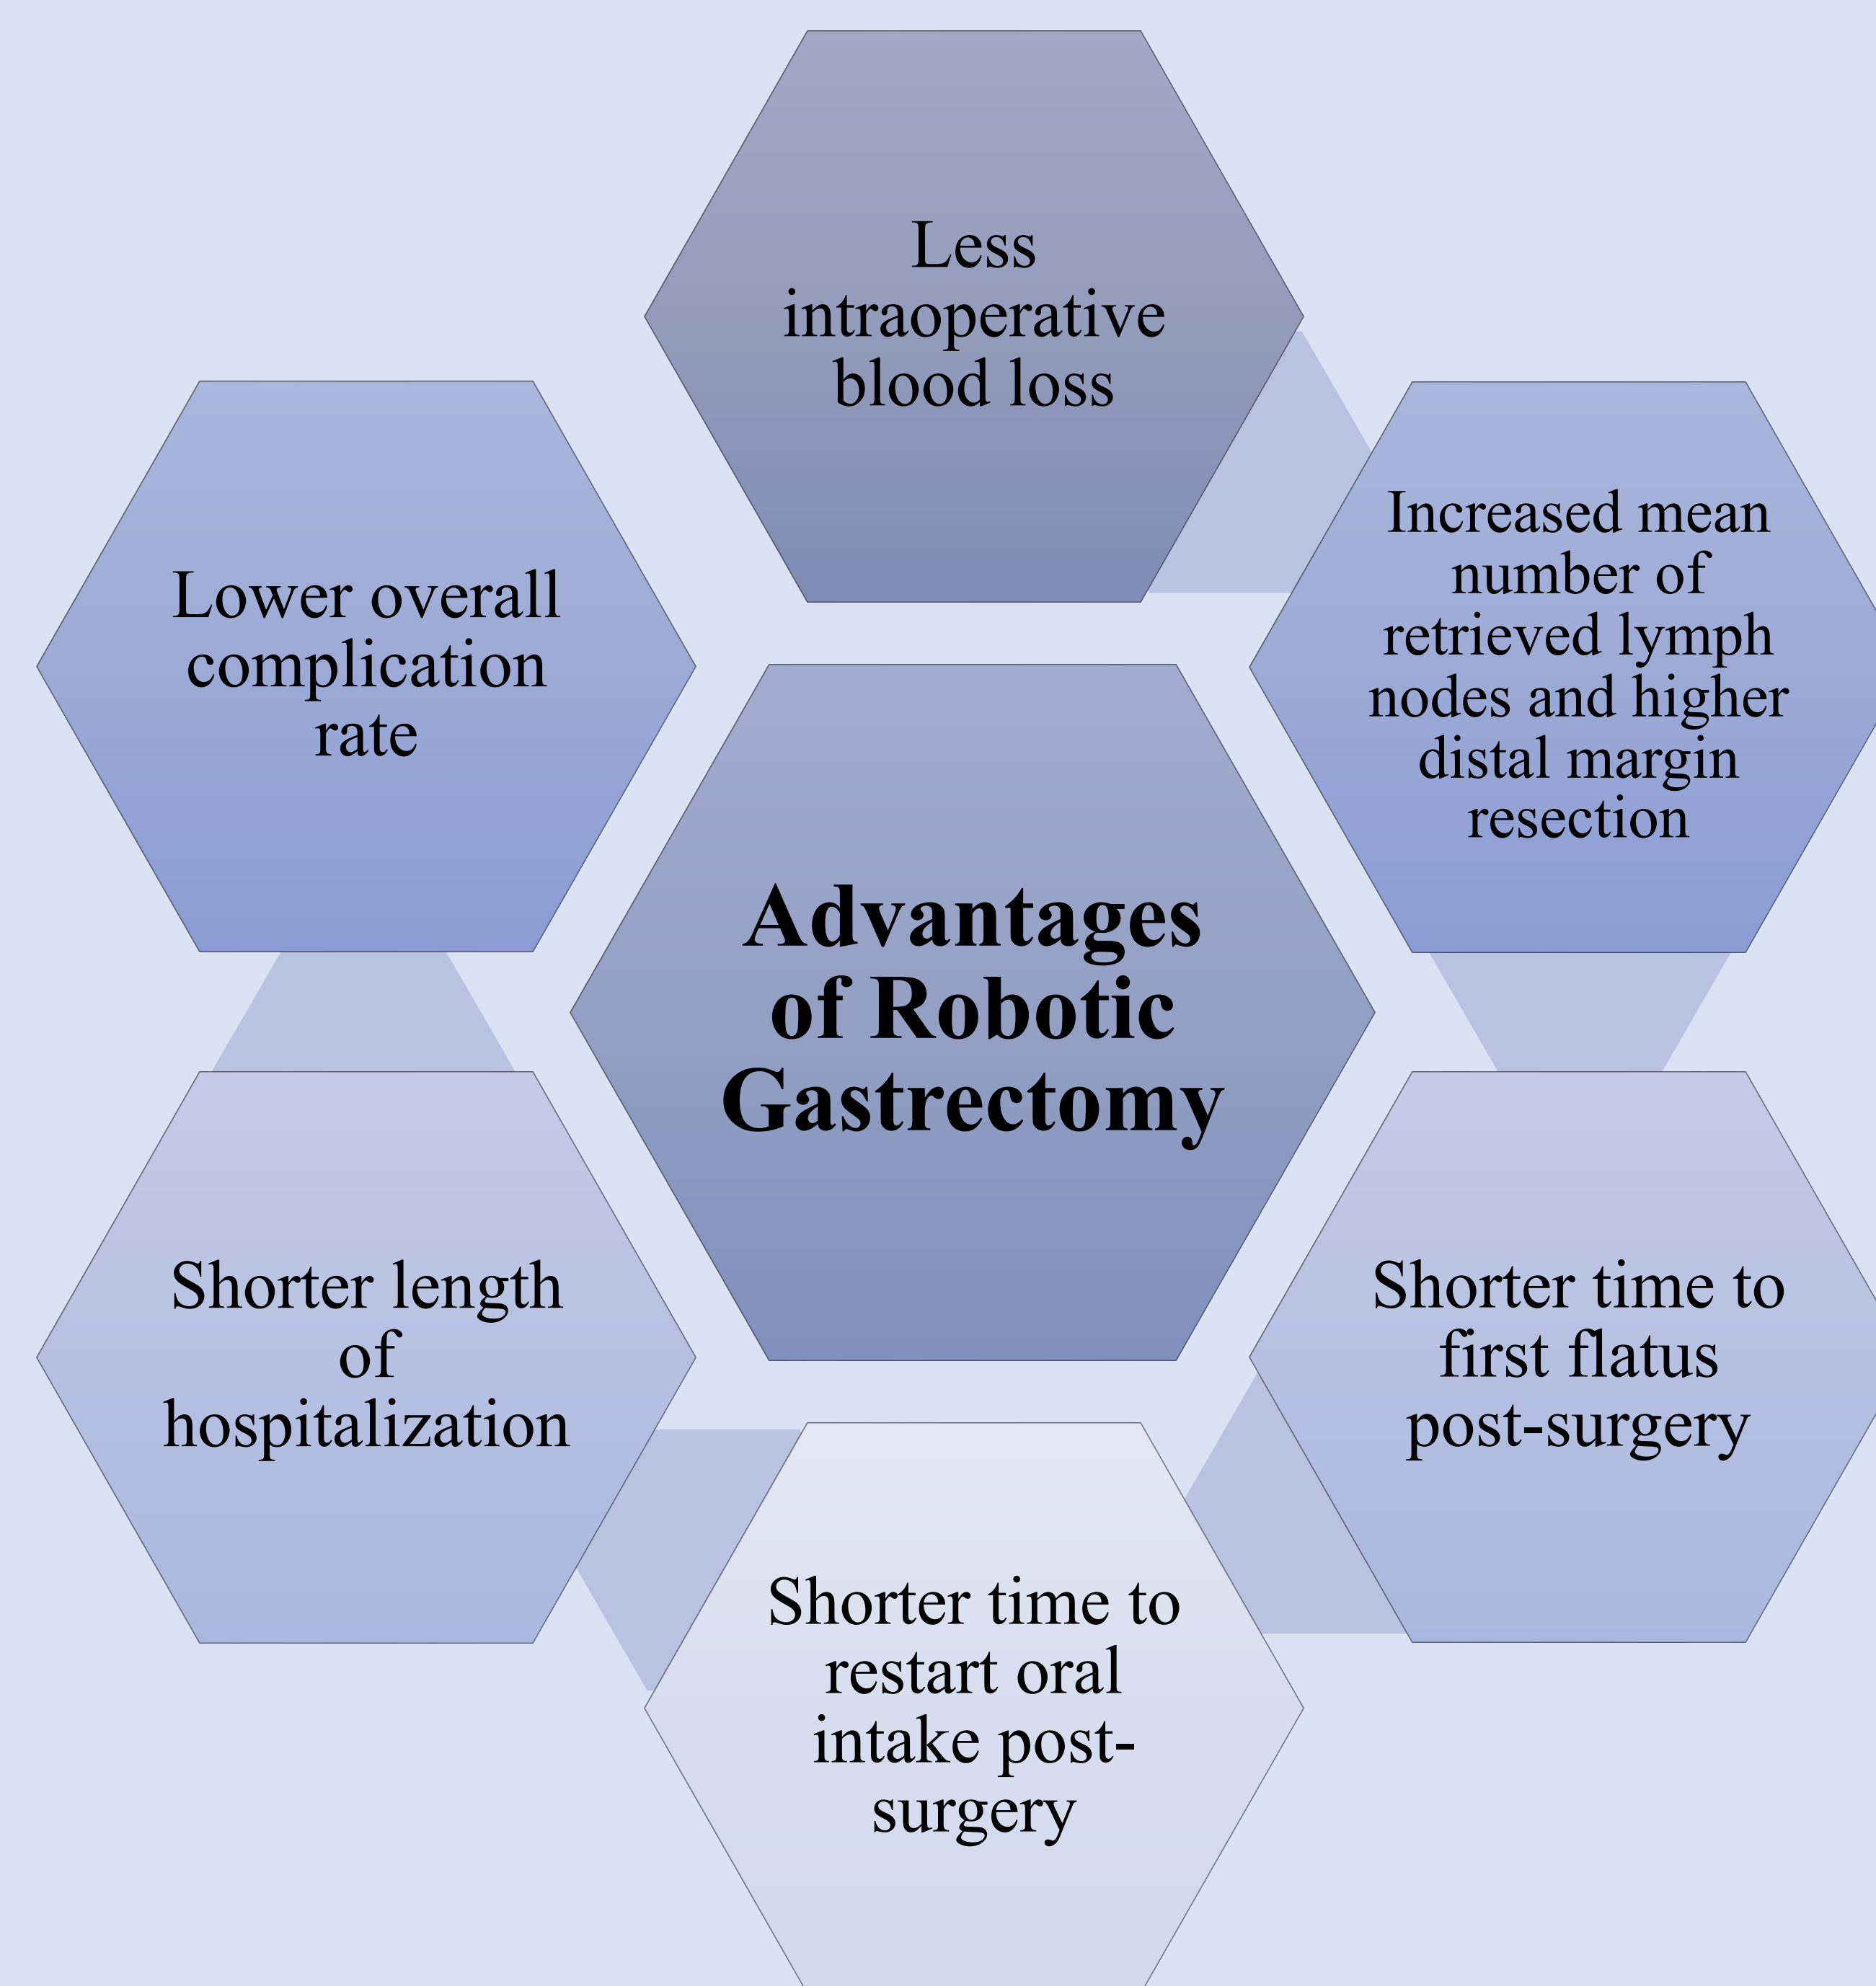 Less
intraoperative
blood loss
Increased mean
number of
retrieved lymph
nodes and higher
distal margin
resection
Lower overall
complication
rate
Advantages
of Robotic
Gastrectomy
Shorter length
of
hospitalization
Shorter time to
first flatus
post-surgery
Shorter time to
restart oral
intake post-
surgery